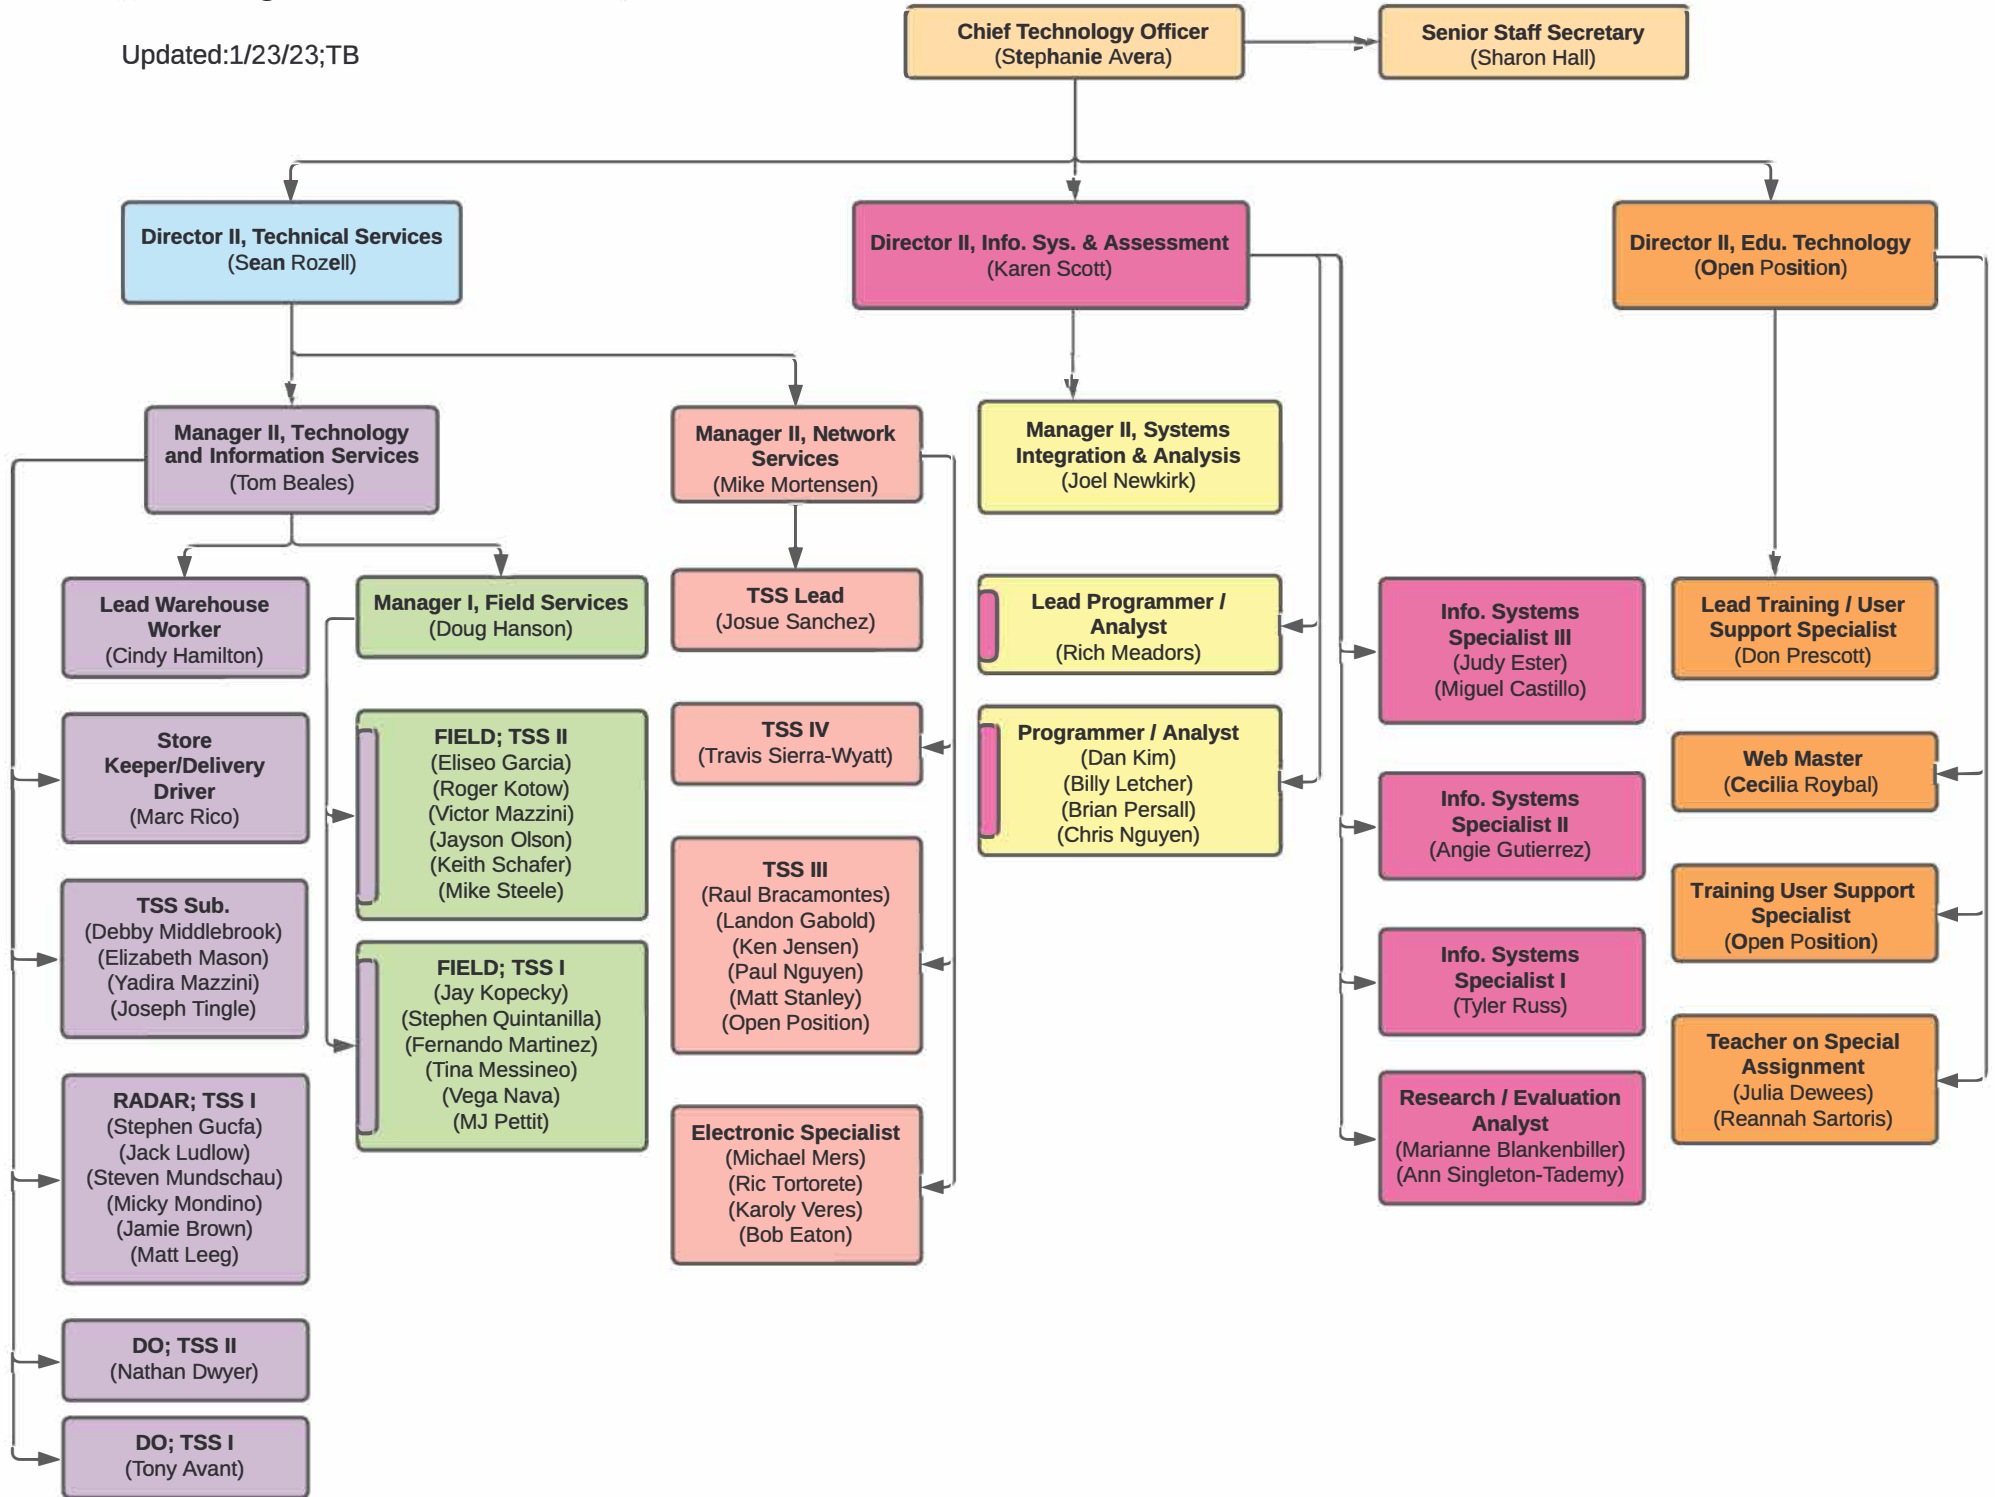 Updated:1/23/23;TB
Chief Technology Officer
(Stephanie Avera)
Senior Staff Secretary
(Sharon Hall)
Director II, Technical Services
(Sean Rozell)
Director II, Info. Sys. & Assessment
(Karen Scott)
Director II, Edu. Technology
(Open Position)
Manager II, Technology
and Information Services
(Tom Beales)
Manager II, Network
Services
(Mike Mortensen)
Manager II, Systems
Integration & Analysis
(Joel Newkirk)
Lead Warehouse
Worker
(Cindy Hamilton)
Store
Keeper/Delivery
Driver
(Marc Rico)
TSS Sub.
(Debby Middlebrook)
(Elizabeth Mason)
(Yadira Mazzini)
(Joseph Tingle)
RADAR; TSS I
(Stephen Gucfa)
(Jack Ludlow)
(Steven Mundschau)
(Micky Mondino)
(Jamie Brown)
(Matt Leeg)
DO; TSS II
(Nathan Dwyer)
DO; TSS I
(Tony Avant)
Manager I, Field Services
(Doug Hanson)
FIELD; TSS II
(Eliseo Garcia)
(Roger Kotow)
(Victor Mazzini)
(Jayson Olson)
(Keith Schafer)
(Mike Steele)
FIELD; TSS I
(Jay Kopecky)
(Stephen Quintanilla)
(Fernando Martinez)
(Tina Messineo)
(Vega Nava)
(MJ Pettit)
TSS Lead
(Josue Sanchez)
TSS IV
(Travis Sierra-Wyatt)
TSS III
(Raul Bracamontes)
(Landon Gabold)
(Ken Jensen)
(Paul Nguyen)
(Matt Stanley)
(Open Position)
Electronic Specialist
(Michael Mers)
(Ric Tortorete)
(Karoly Veres)
(Bob Eaton)
Lead Programmer /
Analyst
(Rich Meadors)
Programmer / Analyst
(Dan Kim)
(Billy Letcher)
(Brian Persall)
(Chris Nguyen)
Info. Systems
Specialist III
(Judy Ester)
(Miguel Castillo)
Info. Systems
Specialist II
(Angie Gutierrez)
Info. Systems
Specialist I
(Tyler Russ)
Research / Evaluation
Analyst
(Marianne Blankenbiller)
(Ann Singleton-Tademy)
Lead Training / User
Support Specialist
(Don Prescott)
Web Master
(Cecilia Roybal)
Training User Support
Specialist
(Open Position)
Teacher on Special
Assignment
(Julia Dewees)
(Reannah Sartoris)